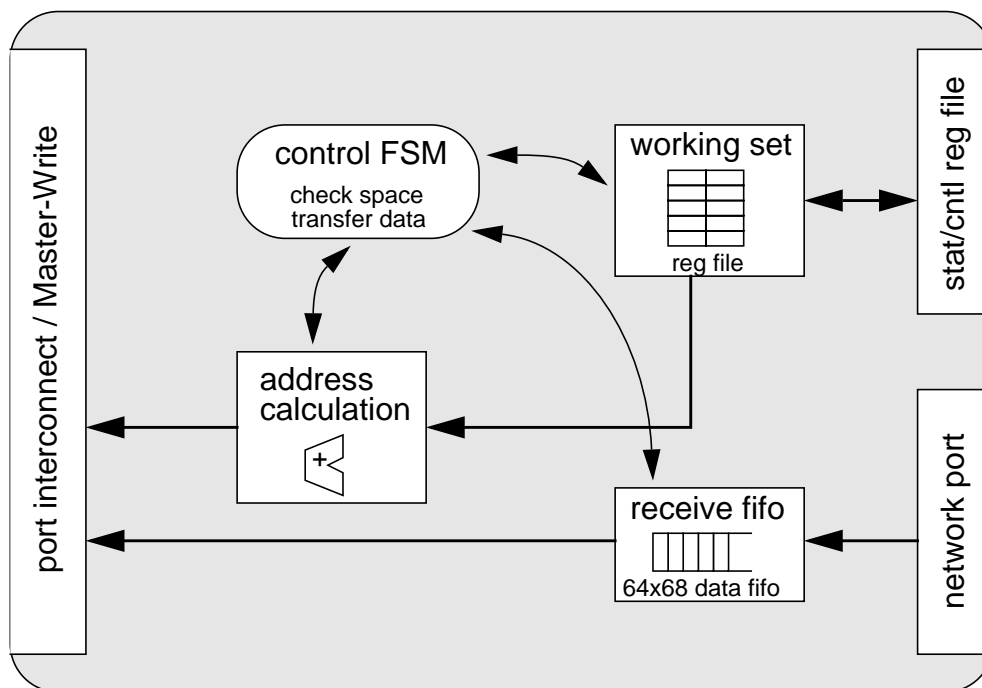 port interconnect / Master-Write
control FSM
check space
transfer data
working set
reg file
stat/cntl reg file
address
calculation
+
receive fifo
64x68 data fifo
network port